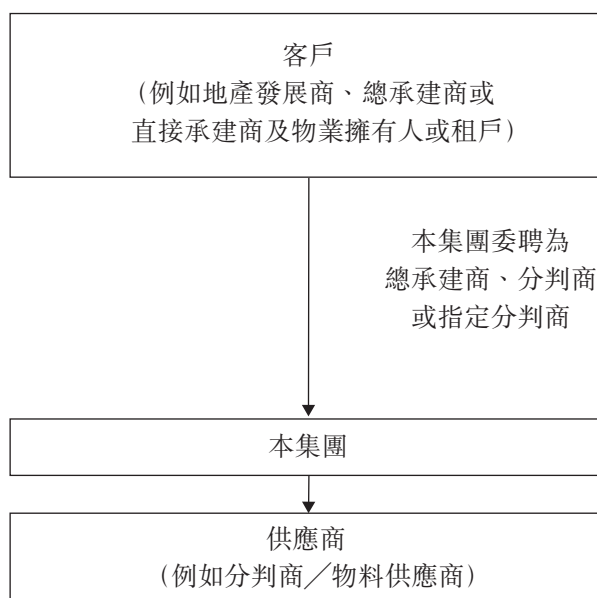 客戶
（例如地產發展商、總承建商或
直接承建商及物業擁有人或租戶）
本集團委聘為
總承建商、分判商
或指定分判商
本集團
供應商
（例如分判商／物料供應商）